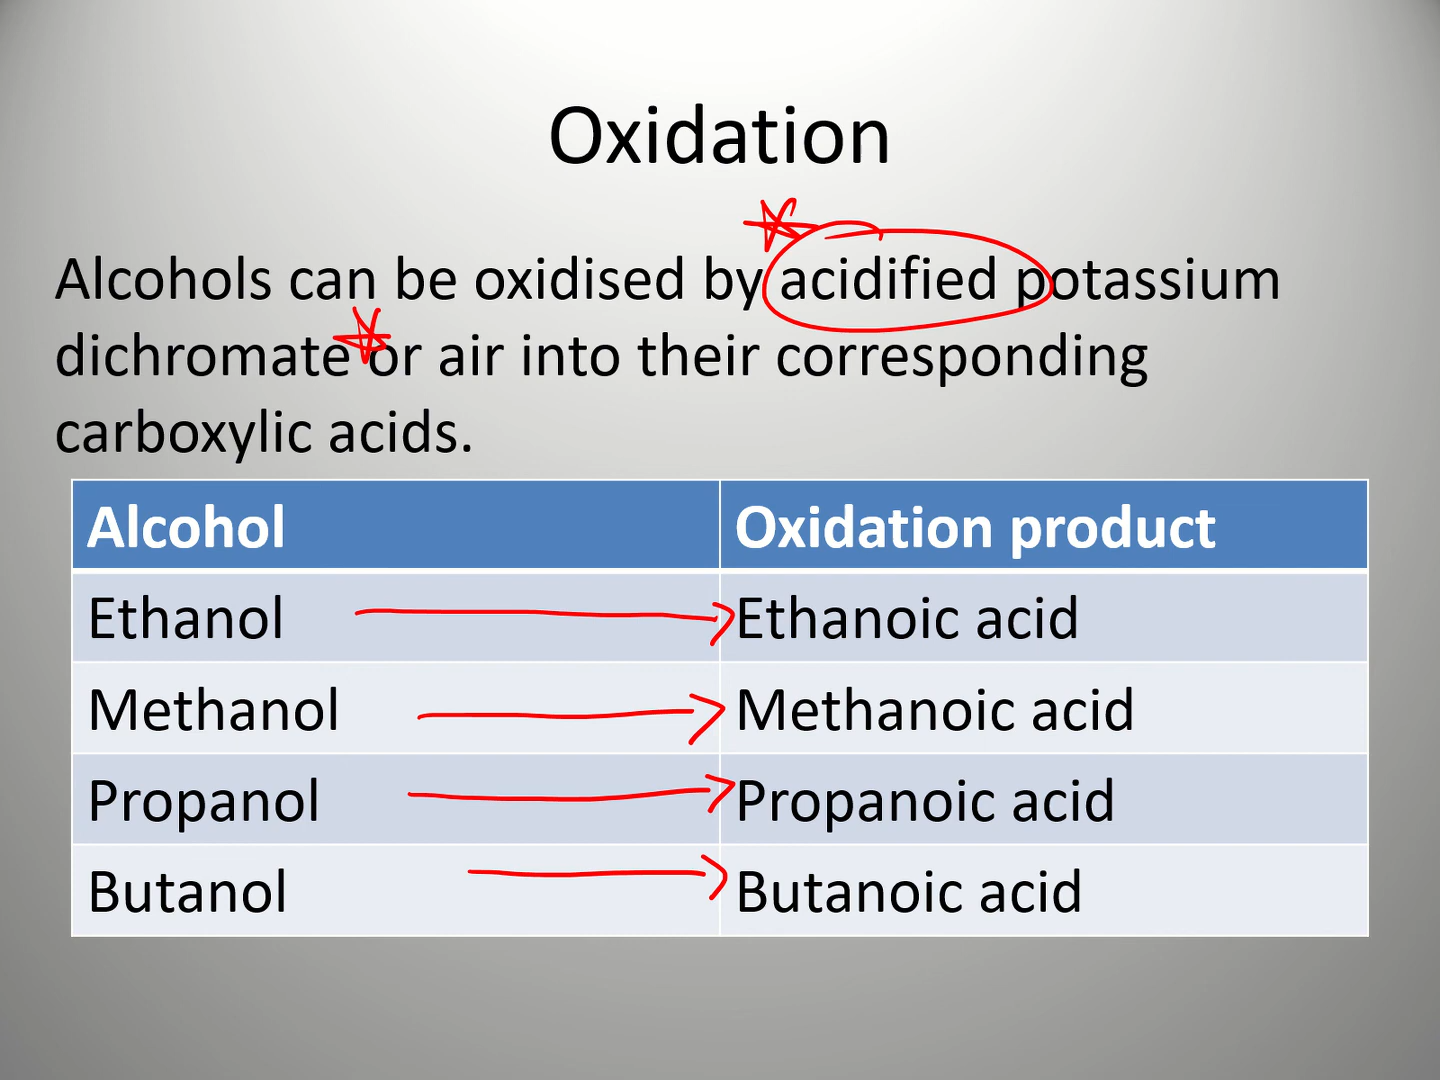 Oxidation
Alcohols can be oxidised by acidified potassium
dichromate or air into their corresponding
carboxylic acids.
Alcohol Oxidation product
Ethanol Ethanoic acid
Methanol Methanoic acid
Propanol Propanoic acid
Butanol Butanoic acid